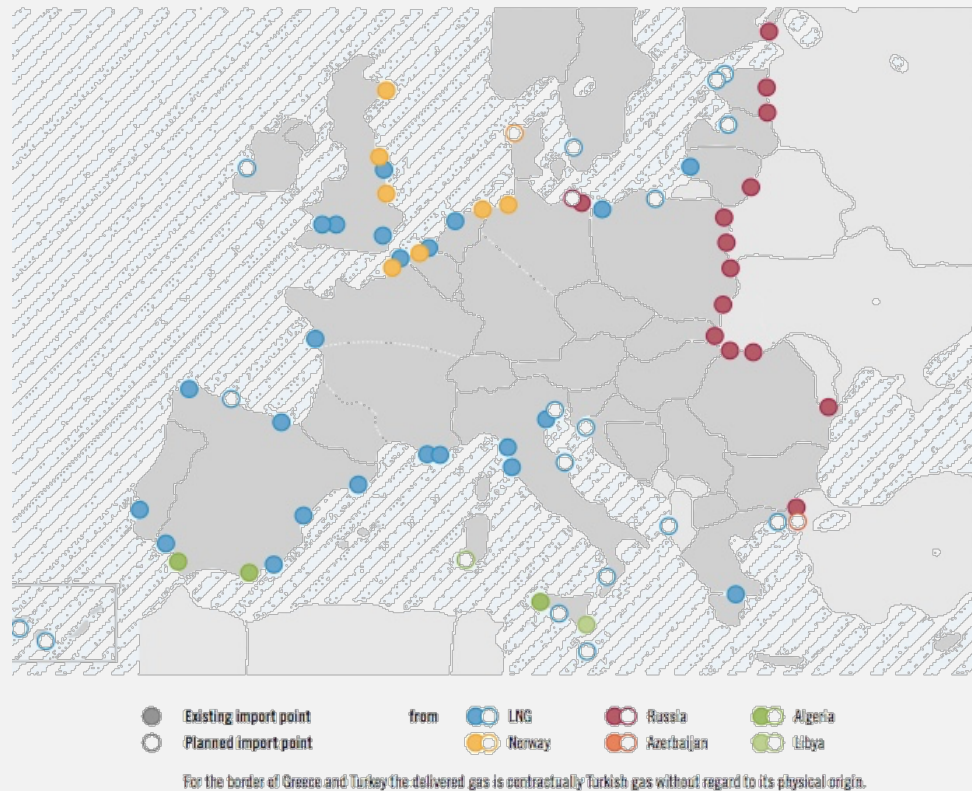 Existing import point from LNG Russia Algeria
Planned import point Norway Azerbaijan Libya
For the border of Greece and Turkey the delivered gas is contractually Turkish gas without regard to its physical origin.